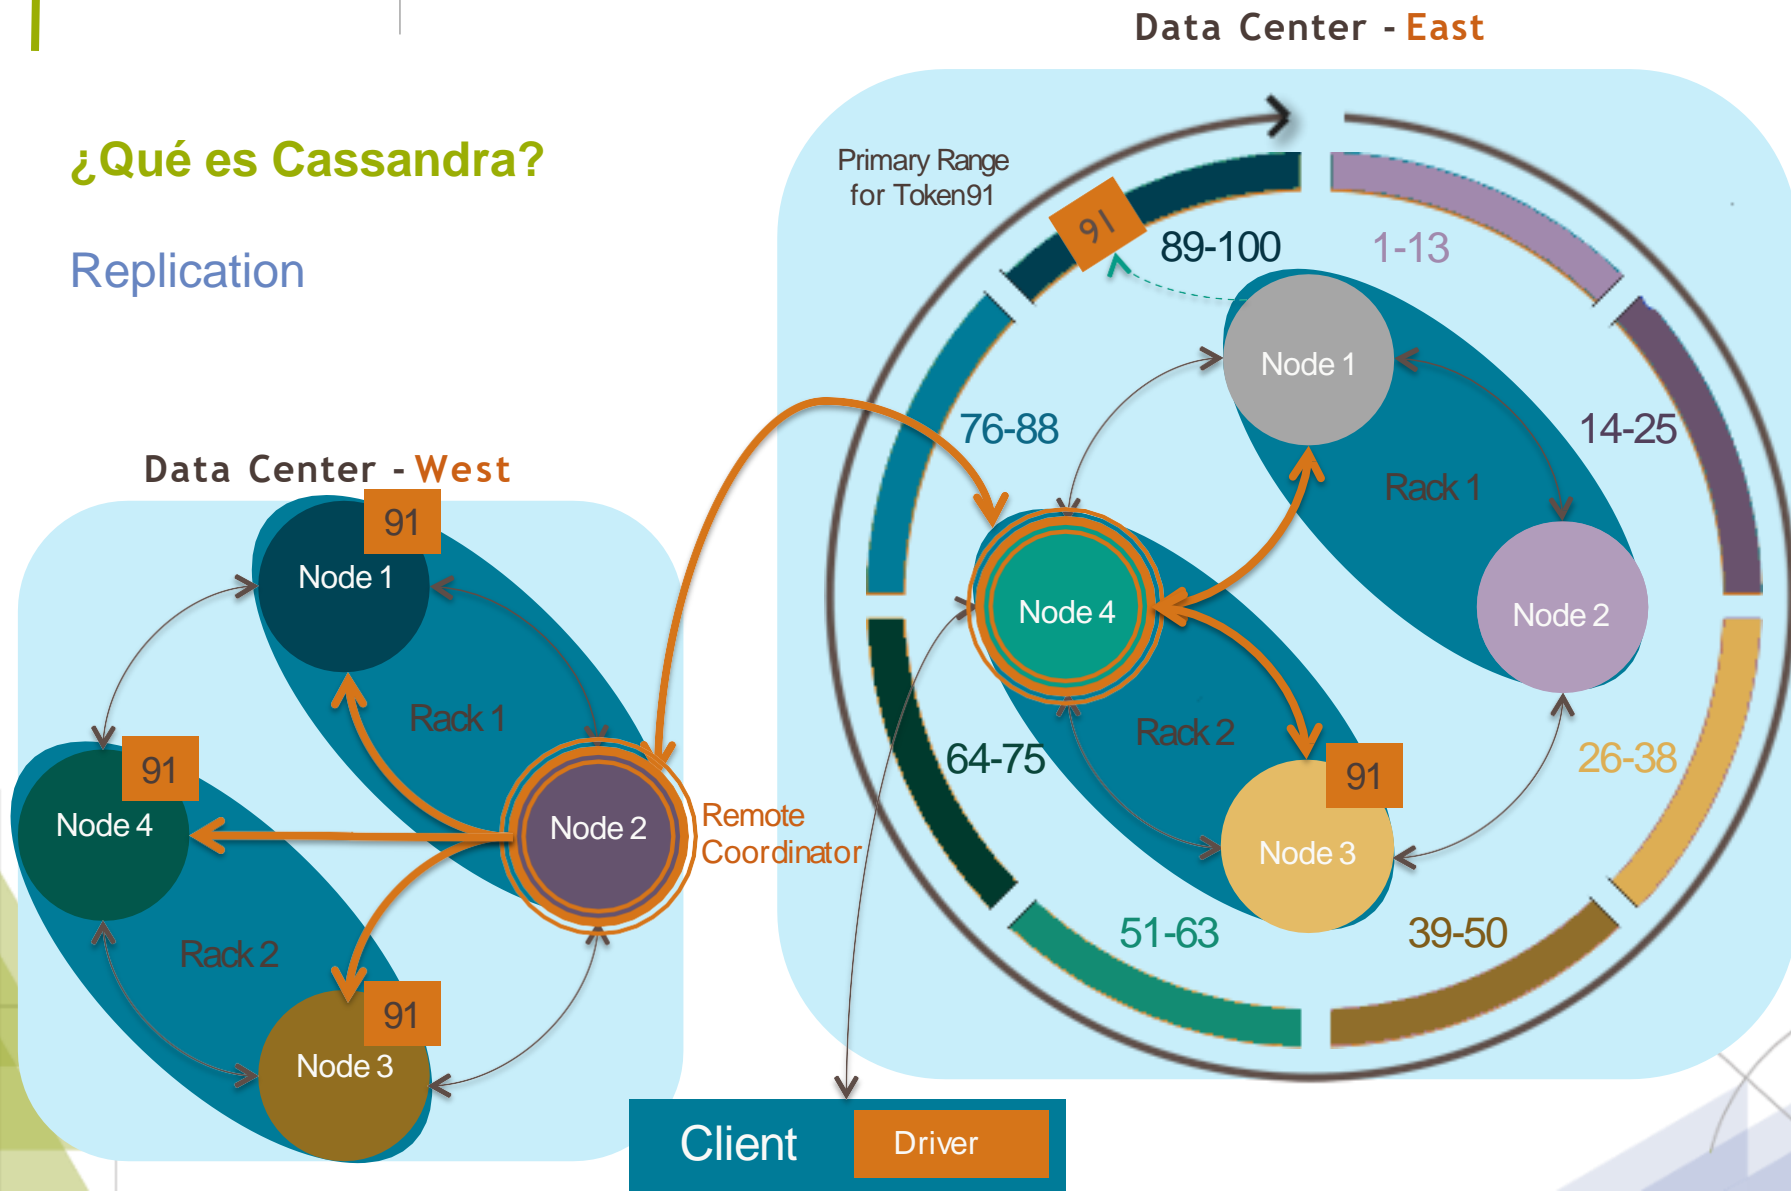 ¿Qué es Cassandra?
Replication
Data Center - East
Primary Range
for Token91
91
89-100
1-13
Node 1
76-88
14-25
Rack 1
Node 4
Node 2
Rack 2
64-75
26-38
91
Node 3
51-63
39-50
Data Center - West
91
Node 1
Rack 1
91
Node 4
Node 2
Remote
Coordinator
Rack 2
91
Node 3
Client
Driver